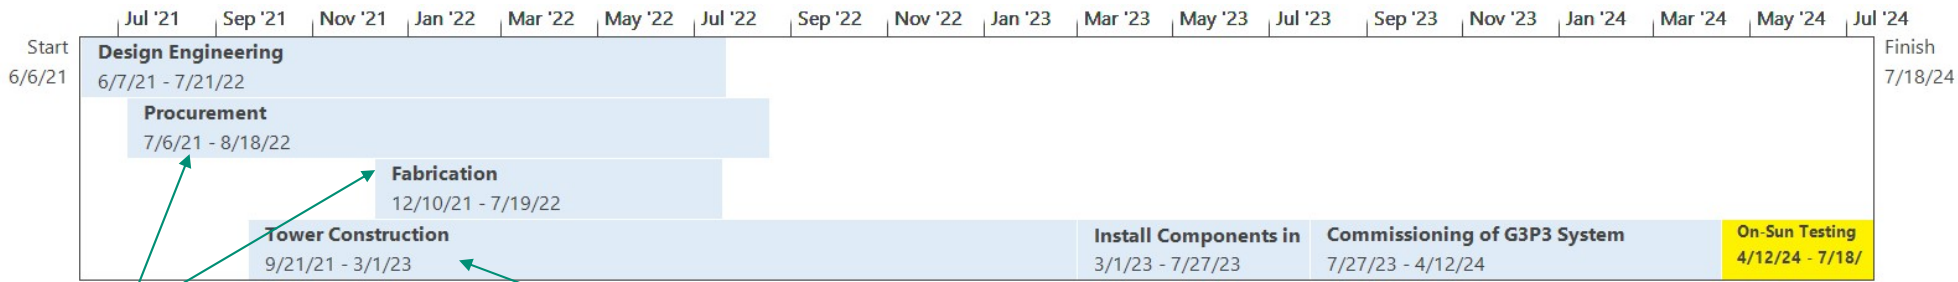 Jul '21 Sep '21 Nov '21 Jan '22 Mar '22 May '22 Jul '22 Sep '22 Nov '22 Jan '23 Mar '23 May '23 Jul '23 Sep '23 Nov '23 Jan '24 Mar '24 May '24 Jul '24
Start
6/6/21
Design Engineering
6/7/21 - 7/21/22
Finish
7/18/24
Procurement
7/6/21 - 8/18/22
Fabrication
12/10/21 - 7/19/22
Tower Construction
9/21/21 - 3/1/23
Install Components in
3/1/23 - 7/27/23
Commissioning of G3P3 System
7/27/23 - 4/12/24
On-Sun Testing
4/12/24 - 7/18/